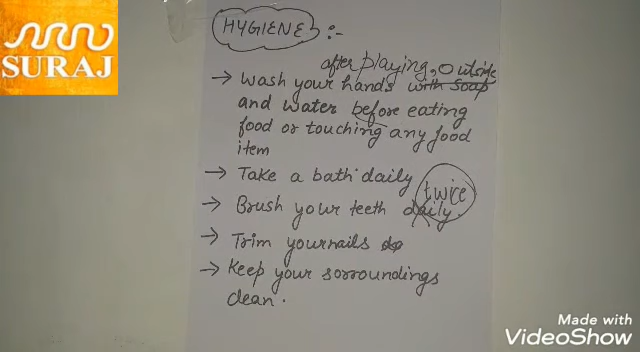 SURAJ
HYGIENE :-
after playing, Outside
→ Wash your hands with soap
and water before eating
food or touching any food
item
→ Take a bath daily
twice
→ Brush your teeth daily.
→ Trim your nails
→ Keep your sorroundings
clean.
Made with
VideoShow